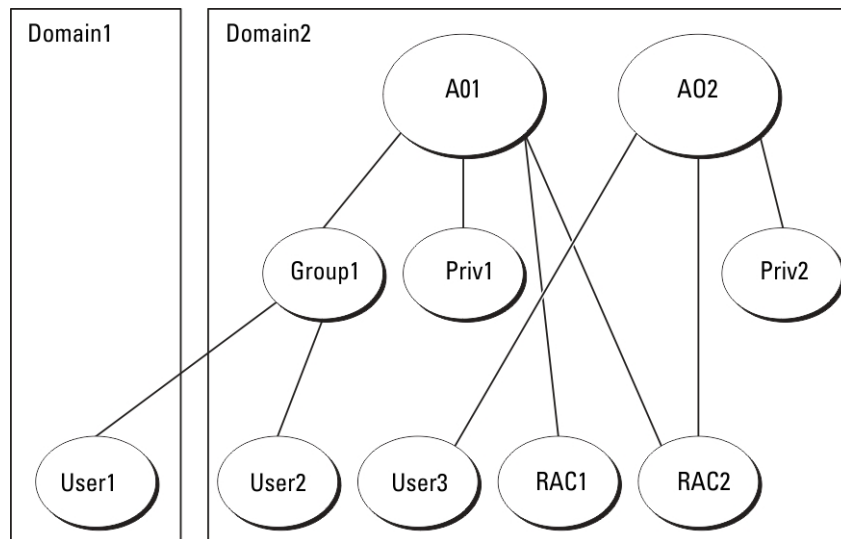 Domain1
Domain2
A01
AO2
Group1
Priv1
Priv2
User1
User2
User3
RAC1
RAC2